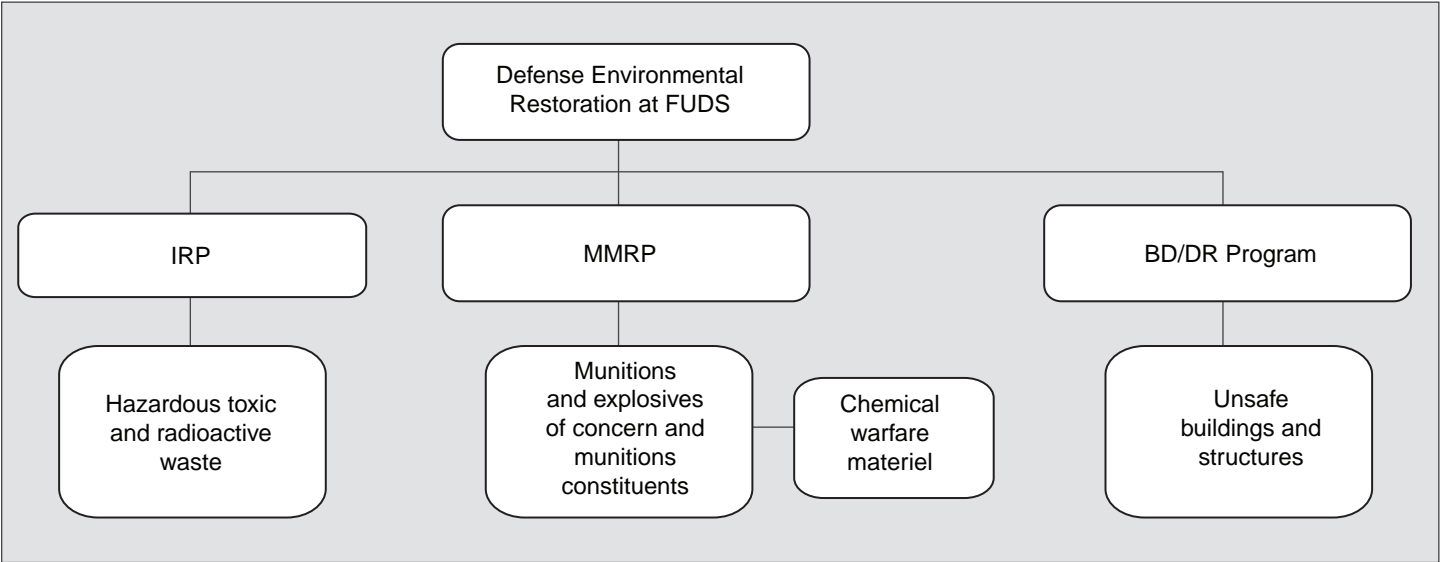 Defense Environmental
Restoration at FUDS
IRP
MMRP
BD/DR Program
Hazardous toxic
and radioactive
waste
Munitions
and explosives
of concern and
munitions
constituents
Chemical
warfare
materiel
Unsafe
buildings and
structures